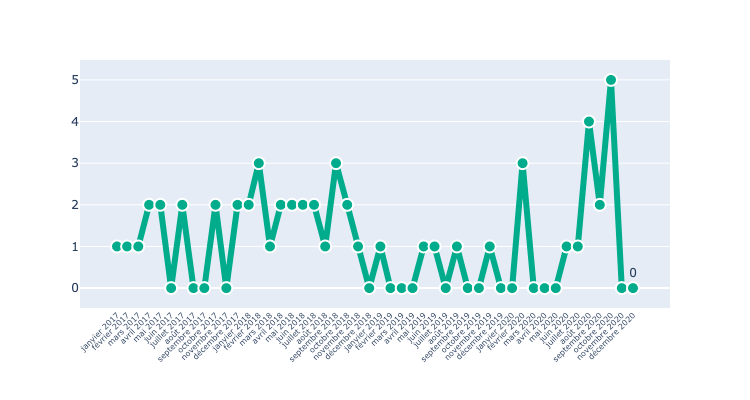 5
4
3
2
1
0
0
janvier 2017
février 2017
mars 2017
avril 2017
mai 2017
juin 2017
juillet 2017
août 2017
septembre 2017
octobre 2017
novembre 2017
décembre 2017
janvier 2018
février 2018
mars 2018
avril 2018
mai 2018
juin 2018
juillet 2018
août 2018
septembre 2018
octobre 2018
novembre 2018
décembre 2018
janvier 2019
février 2019
mars 2019
avril 2019
mai 2019
juin 2019
juillet 2019
août 2019
septembre 2019
octobre 2019
novembre 2019
décembre 2019
janvier 2020
février 2020
mars 2020
avril 2020
mai 2020
juin 2020
juillet 2020
août 2020
septembre 2020
octobre 2020
novembre 2020
décembre 2020